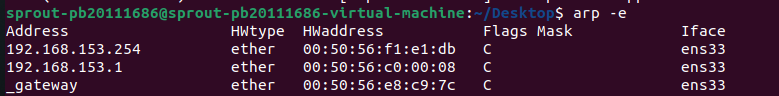 sprout-pb20111686@sprout-pb20111686-virtual-machine:~/Desktop$ arp -e
Address HWtype HWaddress Flags Mask Iface
192.168.153.254 ether 00:50:56:f1:e1:db C ens33
192.168.153.1 ether 00:50:56:c0:00:08 C ens33
_gateway ether 00:50:56:e8:c9:7c C ens33